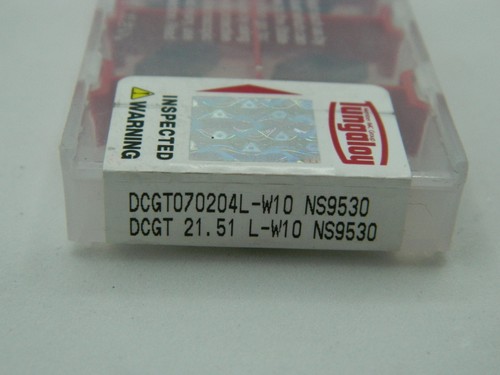 Tungaloy
INSPECTED
WARNING
DCGT070204L-W10 NS9530
DCGT 21.51 L-W10 NS9530